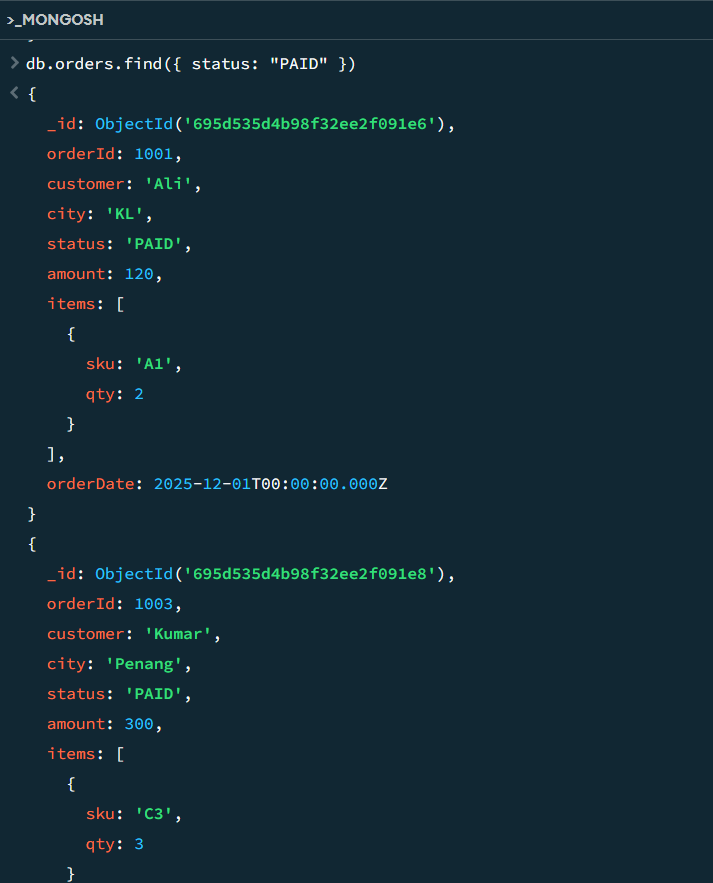 >_MONGOSH
> db.orders.find({ status: "PAID" })
< {
_id: ObjectId('695d535d4b98f32ee2f091e6'),
orderId: 1001,
customer: 'Ali',
city: 'KL',
status: 'PAID',
amount: 120,
items: [
{
sku: 'A1',
qty: 2
}
],
orderDate: 2025-12-01T00:00:00.000Z
}
{
_id: ObjectId('695d535d4b98f32ee2f091e8'),
orderId: 1003,
customer: 'Kumar',
city: 'Penang',
status: 'PAID',
amount: 300,
items: [
{
sku: 'C3',
qty: 3
}